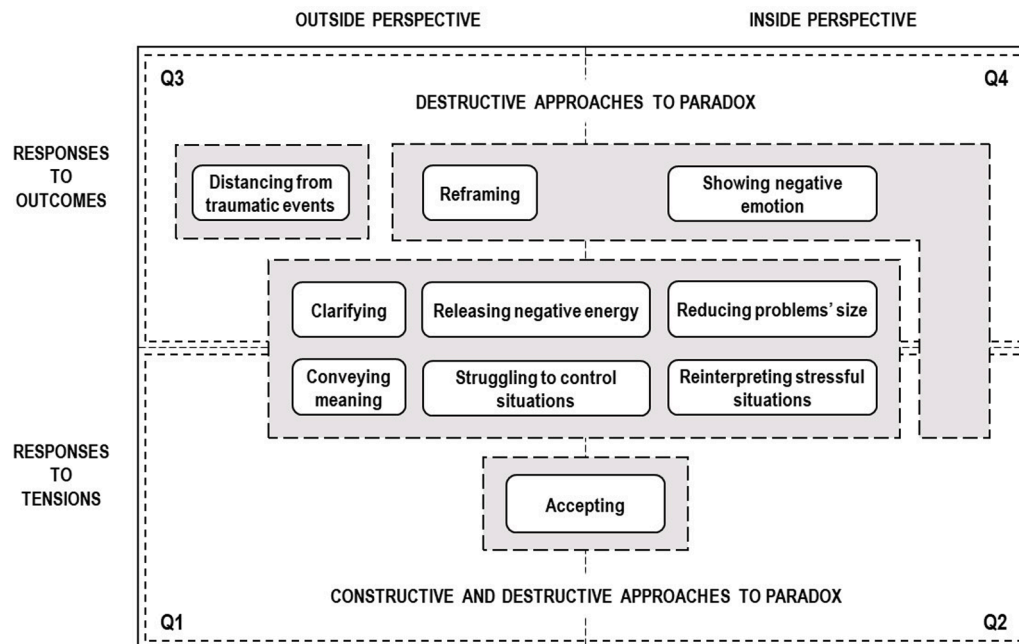 OUTSIDE PERSPECTIVE
INSIDE PERSPECTIVE
Q3
Q4
DESTRUCTIVE APPROACHES TO PARADOX
RESPONSES
TO
OUTCOMES
Distancing from
traumatic events
Reframing
Showing negative
emotion
Clarifying
Releasing negative energy
Reducing problems' size
Conveying
meaning
Struggling to control
situations
Reinterpreting stressful
situations
RESPONSES
TO
TENSIONS
Accepting
CONSTRUCTIVE AND DESTRUCTIVE APPROACHES TO PARADOX
Q1
Q2